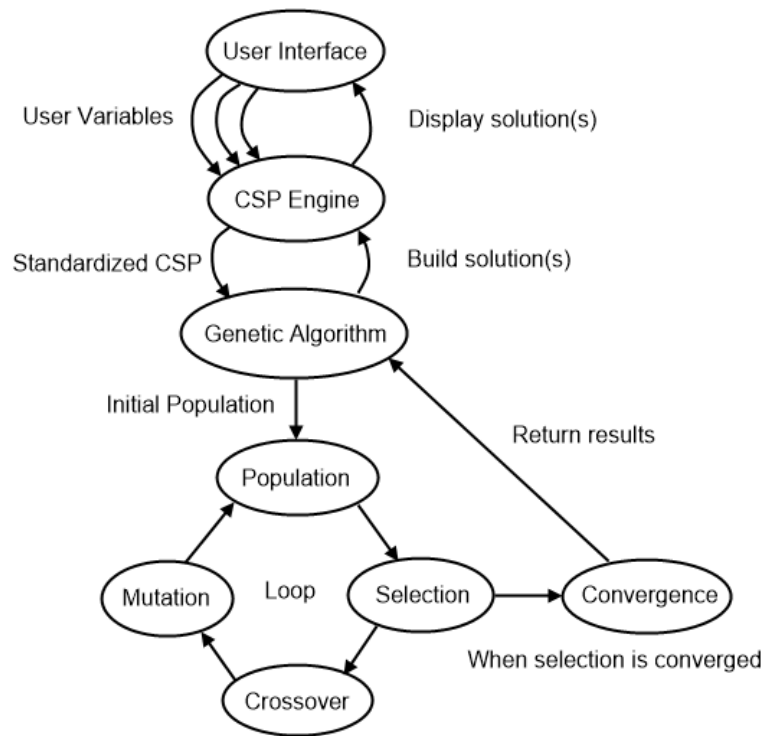 User Interface
User Variables
Display solution(s)
CSP Engine
Standardized CSP
Build solution(s)
Genetic Algorithm
Initial Population
Return results
Population
Mutation
Loop
Selection
Convergence
When selection is converged
Crossover